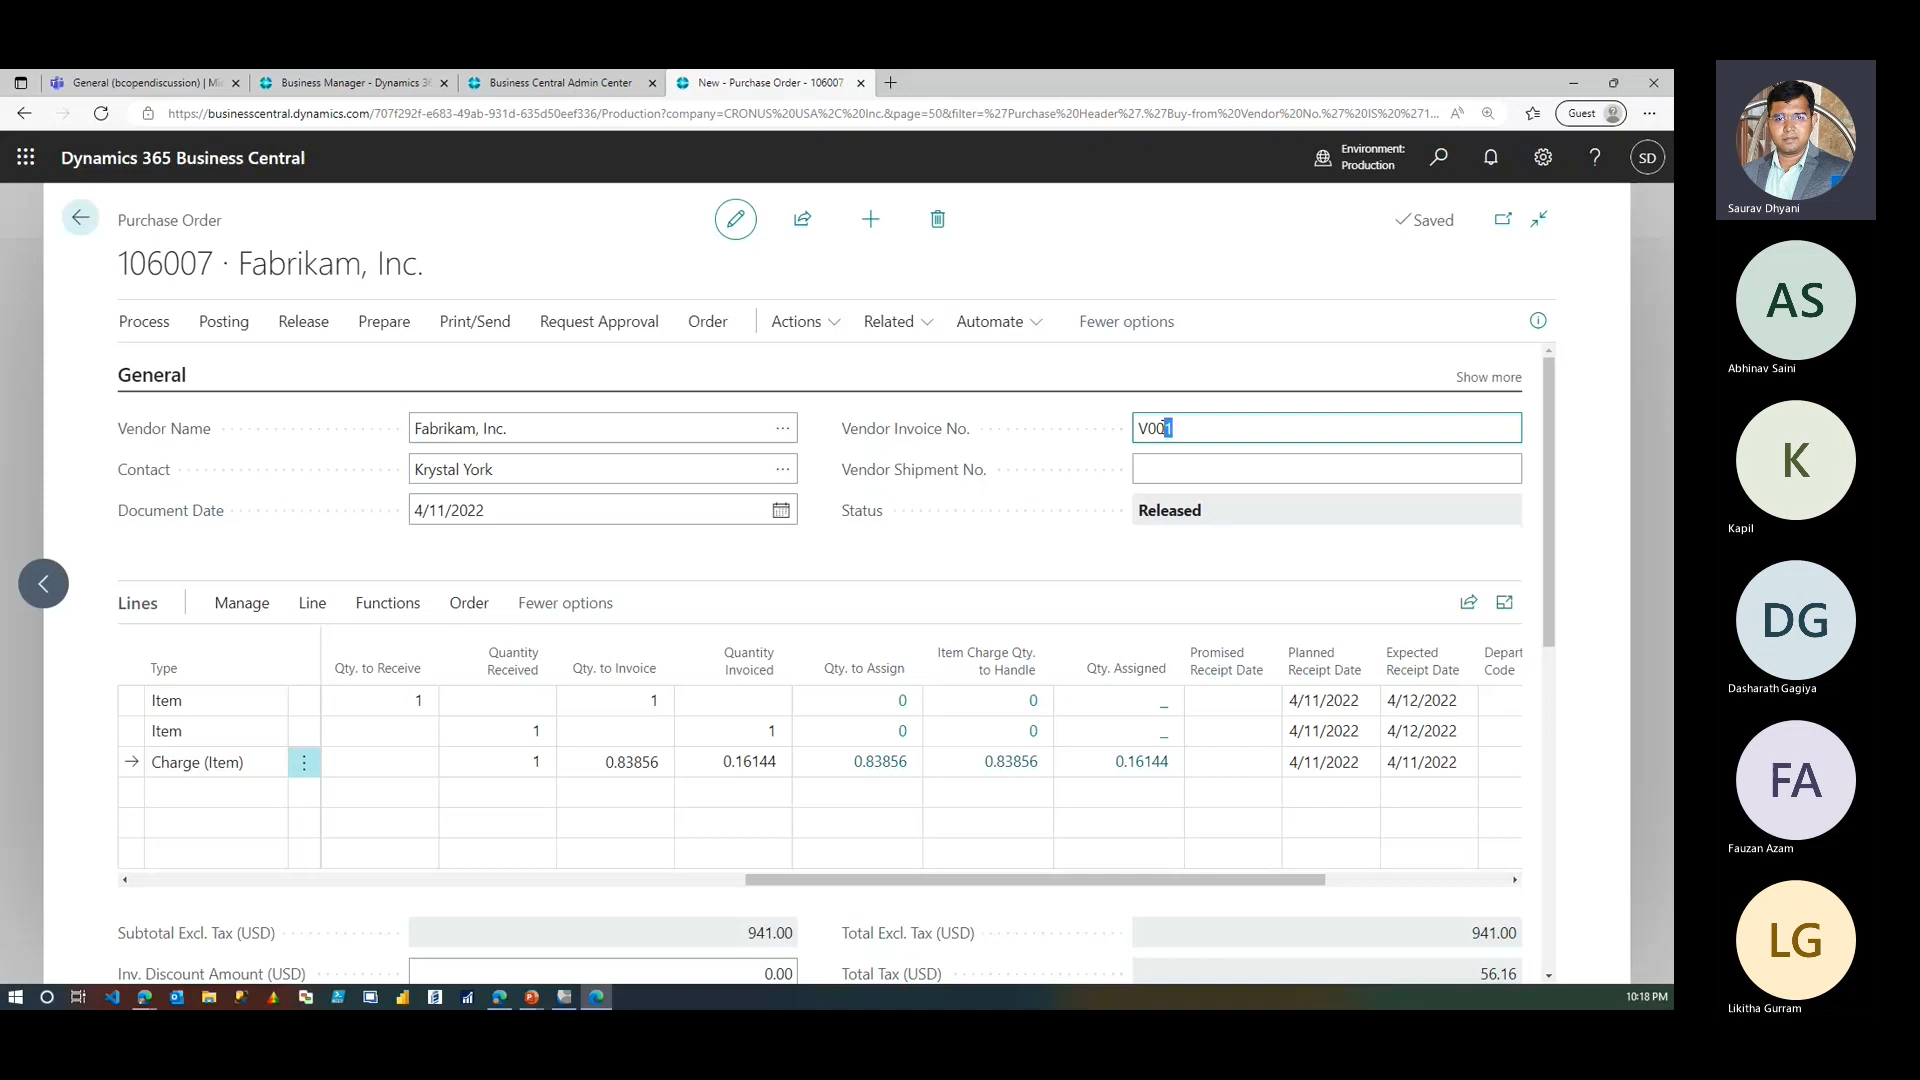 General (bcopendiscussion) | Mi
Business Manager - Dynamics 36
Business Central Admin Center
New - Purchase Order - 106007
https://businesscentral.dynamics.com/707f292f-e683-49ab-931d-635d50eef336/Production?company=CRONUS%20USA%2C%20Inc.&page=50&filter=%27Purchase%20Header%27.%27Buy-from%20Vendor%20No.%27%20IS%20%271...
Guest
Dynamics 365 Business Central
Environment:
Production
SD
Purchase Order
Saved
106007 · Fabrikam, Inc.
Process Posting Release Prepare Print/Send Request Approval Order Actions Related Automate Fewer options
General
Show more
Vendor Name Fabrikam, Inc. Vendor Invoice No. V001
Contact Krystal York Vendor Shipment No.
Document Date 4/11/2022 Status Released
Lines Manage Line Functions Order Fewer options
Type Qty. to Receive Quantity Received Qty. to Invoice Quantity Invoiced Qty. to Assign Item Charge Qty. to Handle Qty. Assigned Promised Receipt Date Planned Receipt Date Expected Receipt Date Depart Code
Item 1 1 0 0 _ 4/11/2022 4/12/2022
Item 1 1 0 0 _ 4/11/2022 4/12/2022
Charge (Item) 1 0.83856 0.16144 0.83856 0.83856 0.16144 4/11/2022 4/11/2022
Subtotal Excl. Tax (USD) 941.00 Total Excl. Tax (USD) 941.00
Inv. Discount Amount (USD) 0.00 Total Tax (USD) 56.16
10:18 PM
Saurav Dhyani
AS
Abhinav Saini
K
Kapil
DG
Dasharath Gagiya
FA
Fauzan Azam
LG
Likitha Gurram